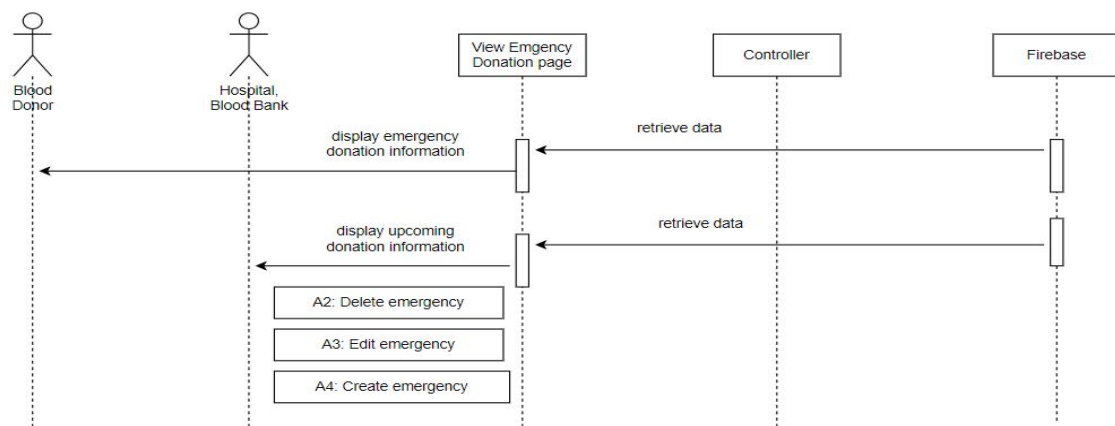 View Emgency
Donation page
Controller
Firebase
Blood
Donor
Hospital,
Blood Bank
display emergency
donation information
retrieve data
display upcoming
donation information
retrieve data
A2: Delete emergency
A3: Edit emergency
A4: Create emergency